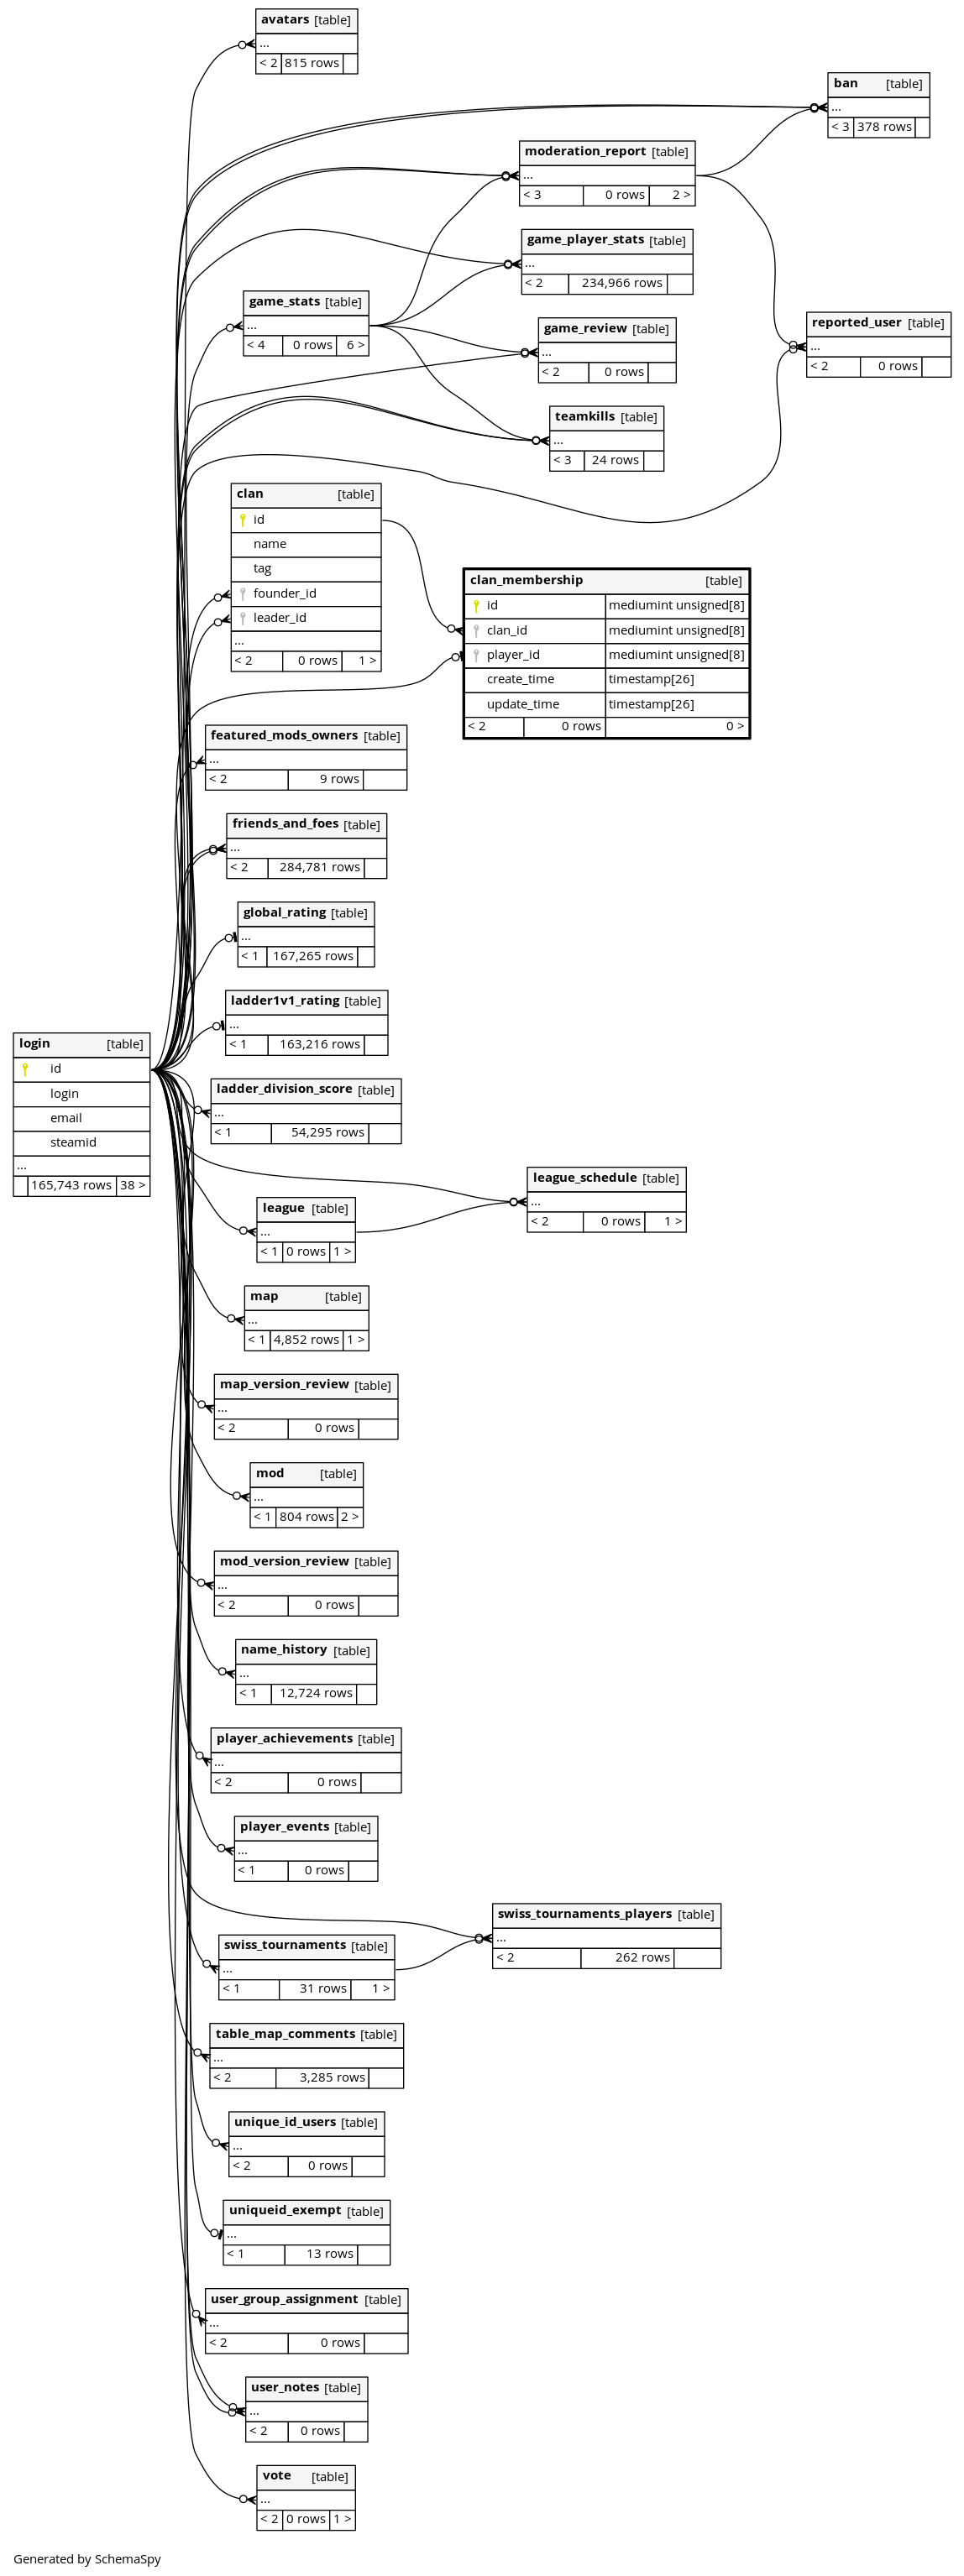 avatars [table]
...
< 2 815 rows
ban [table]
...
< 3 378 rows
moderation_report [table]
...
< 3 0 rows 2 >
game_player_stats [table]
...
< 2 234,966 rows
game_stats [table]
...
< 4 0 rows 6 >
reported_user [table]
...
< 2 0 rows
game_review [table]
...
< 2 0 rows
teamkills [table]
...
< 3 24 rows
clan [table]
id
name
tag
founder_id
leader_id
...
< 2 0 rows 1 >
clan_membership [table]
id mediumint unsigned[8]
clan_id mediumint unsigned[8]
player_id mediumint unsigned[8]
create_time timestamp[26]
update_time timestamp[26]
< 2 0 rows 0 >
featured_mods_owners [table]
...
< 2 9 rows
friends_and_foes [table]
...
< 2 284,781 rows
global_rating [table]
...
< 1 167,265 rows
ladder1v1_rating [table]
...
< 1 163,216 rows
login [table]
id
login
email
steamid
...
165,743 rows 38 >
ladder_division_score [table]
...
< 1 54,295 rows
league_schedule [table]
...
< 2 0 rows 1 >
league [table]
...
< 1 0 rows 1 >
map [table]
...
< 1 4,852 rows 1 >
map_version_review [table]
...
< 2 0 rows
mod [table]
...
< 1 804 rows 2 >
mod_version_review [table]
...
< 2 0 rows
name_history [table]
...
< 1 12,724 rows
player_achievements [table]
...
< 2 0 rows
player_events [table]
...
< 1 0 rows
swiss_tournaments_players [table]
...
< 2 262 rows
swiss_tournaments [table]
...
< 1 31 rows 1 >
table_map_comments [table]
...
< 2 3,285 rows
unique_id_users [table]
...
< 2 0 rows
uniqueid_exempt [table]
...
< 1 13 rows
user_group_assignment [table]
...
< 2 0 rows
user_notes [table]
...
< 2 0 rows
vote [table]
...
< 2 0 rows 1 >
Generated by SchemaSpy